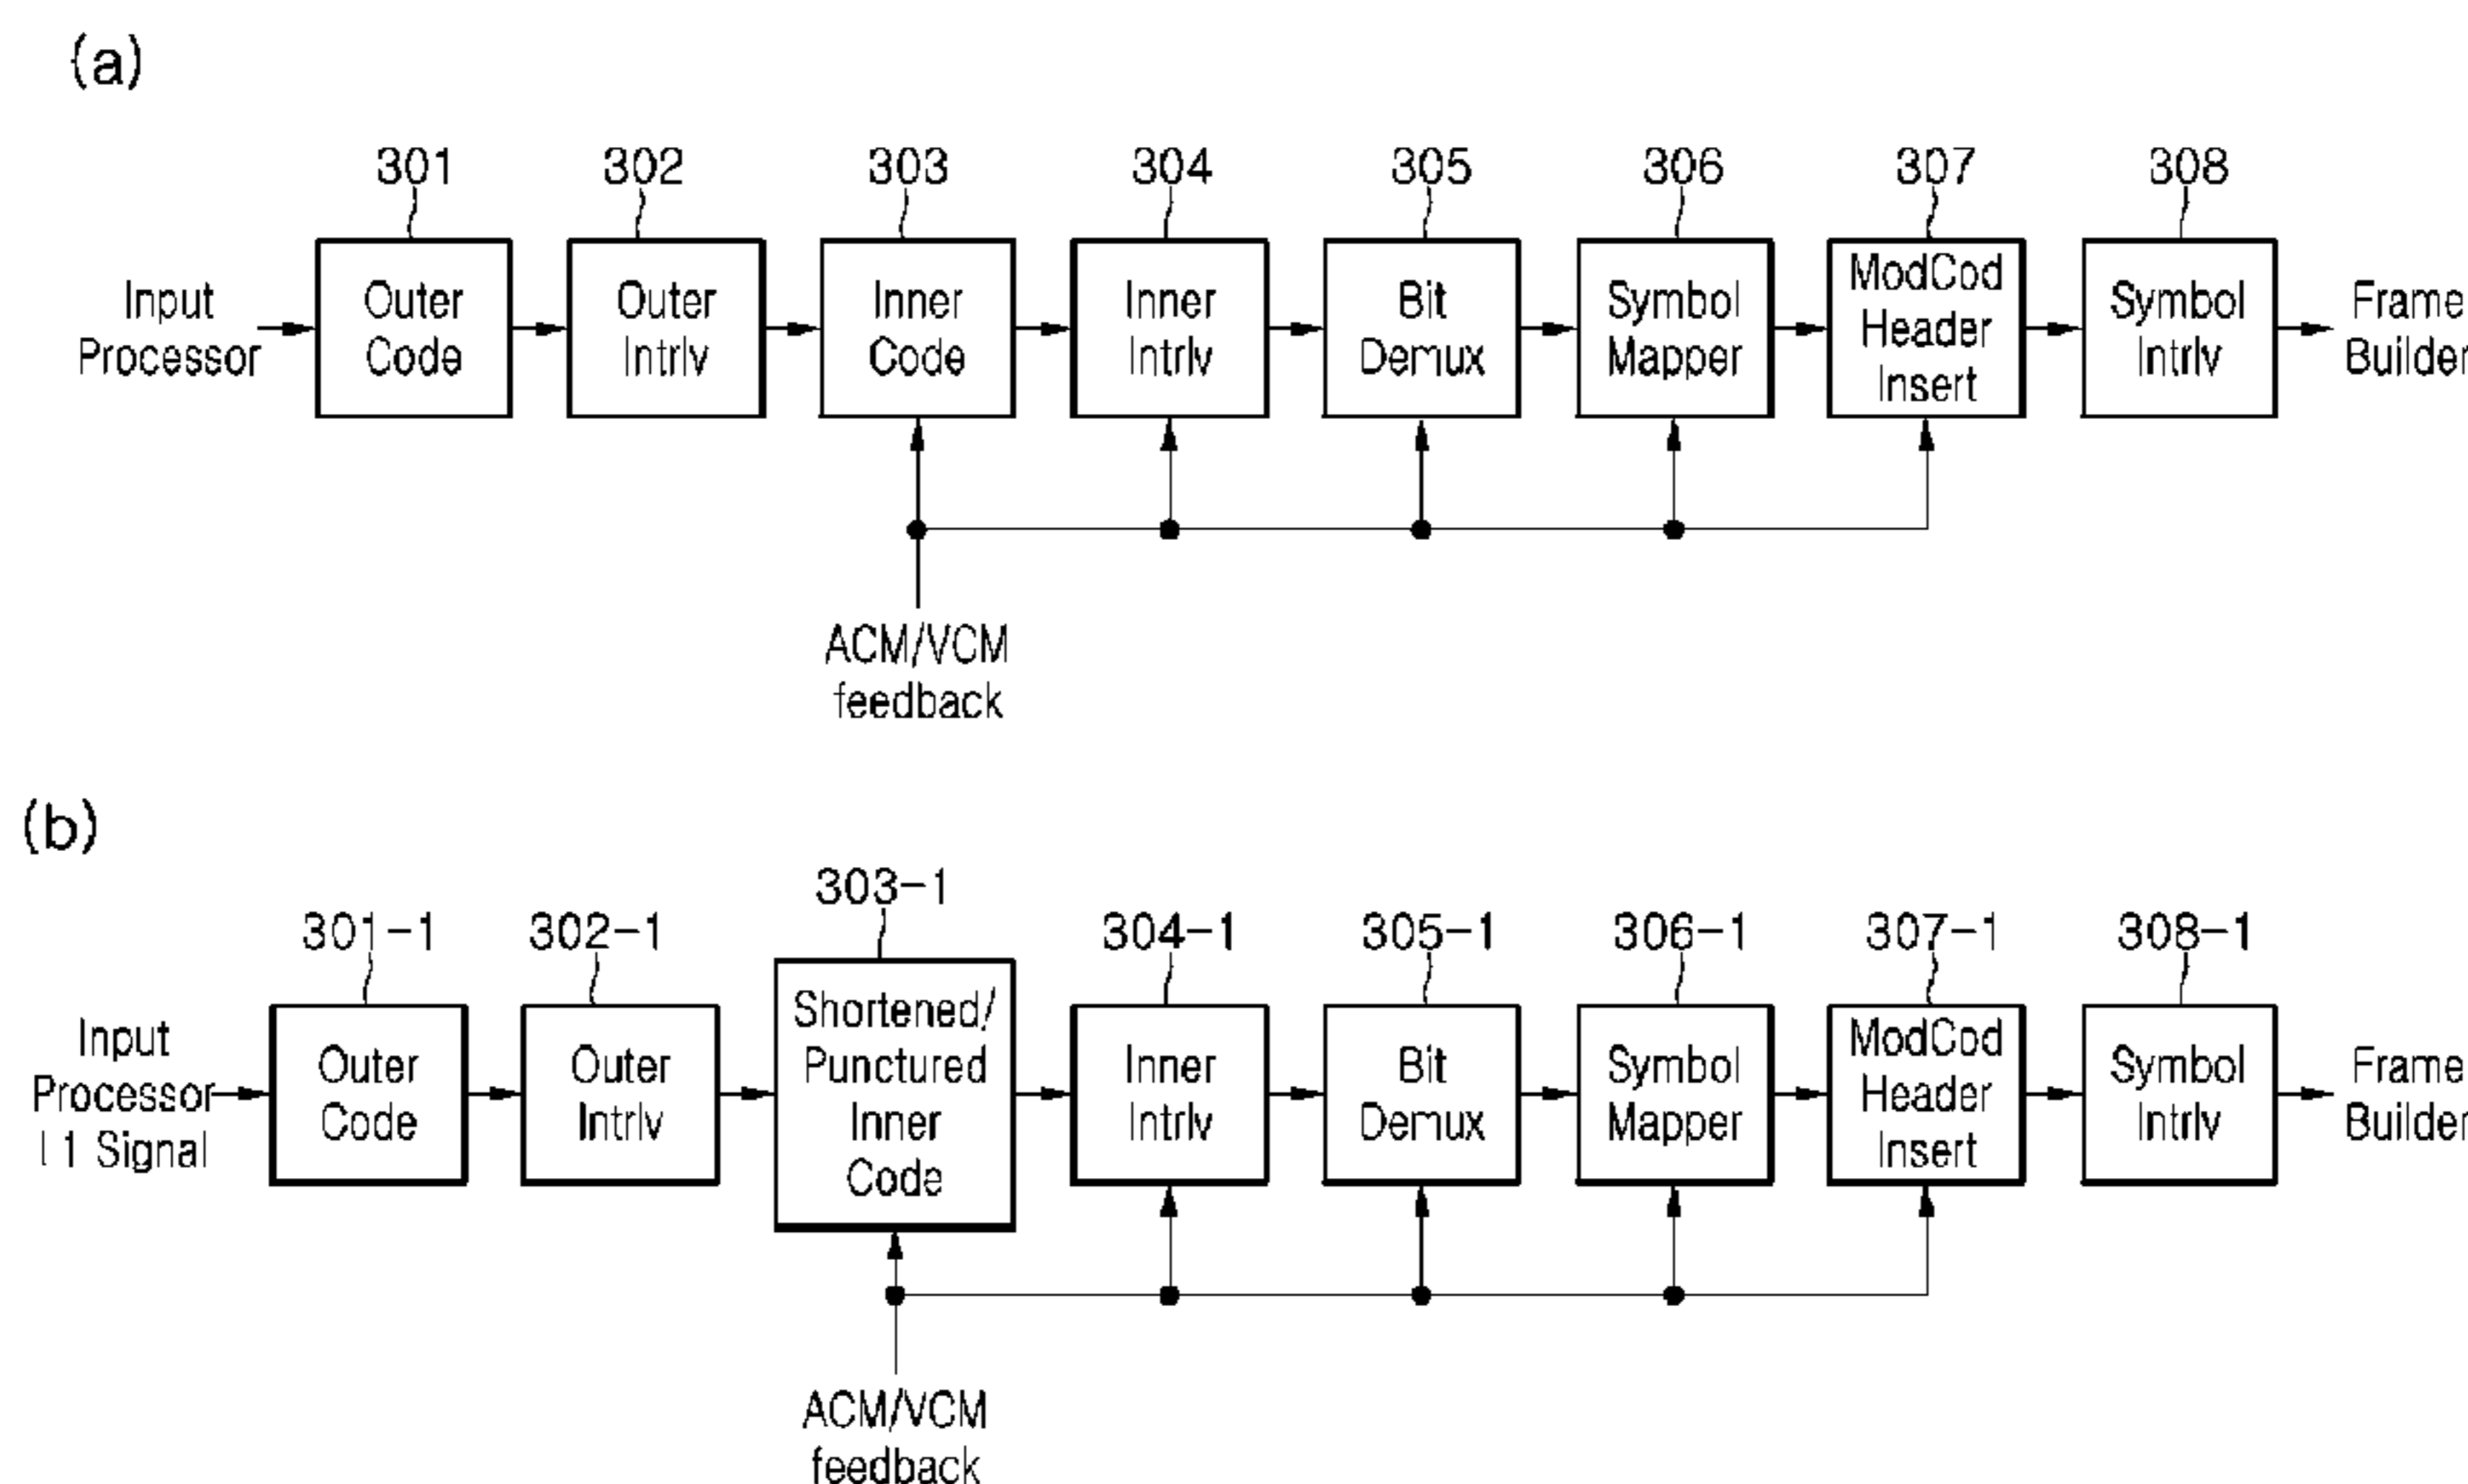 (a)
301
302
303
304
305
306
307
308
Input
Processor
Outer
Code
Outer
Intrlv
Inner
Code
Inner
Intrlv
Bit
Demux
Symbol
Mapper
ModCod
Header
Insert
Symbol
Intrlv
Frame
Builder
ACM/VCM
feedback
(b)
301-1
302-1
303-1
304-1
305-1
306-1
307-1
308-1
Input
Processor
L1 Signal
Outer
Code
Outer
Intrlv
Shortened/
Punctured
Inner
Code
Inner
Intrlv
Bit
Demux
Symbol
Mapper
ModCod
Header
Insert
Symbol
Intrlv
Frame
Builder
ACM/VCM
feedback